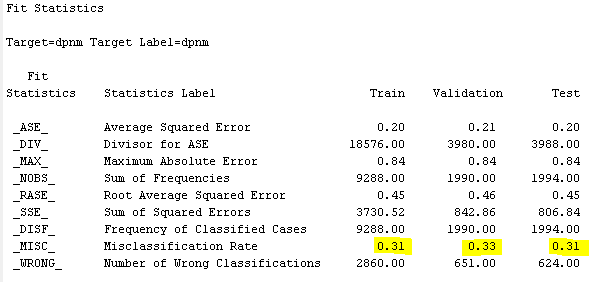 Fit Statistics
Target=dpnm Target Label=dpnm
Fit
Statistics Statistics Label Train Validation Test
_ASE_ Average Squared Error 0.20 0.21 0.20
_DIV_ Divisor for ASE 18576.00 3980.00 3988.00
_MAX_ Maximum Absolute Error 0.84 0.84 0.84
_NOBS_ Sum of Frequencies 9288.00 1990.00 1994.00
_RASE_ Root Average Squared Error 0.45 0.46 0.45
_SSE_ Sum of Squared Errors 3730.52 842.86 806.84
_DISF_ Frequency of Classified Cases 9288.00 1990.00 1994.00
_MISC_ Misclassification Rate 0.31 0.33 0.31
_WRONG_ Number of Wrong Classifications 2860.00 651.00 624.00